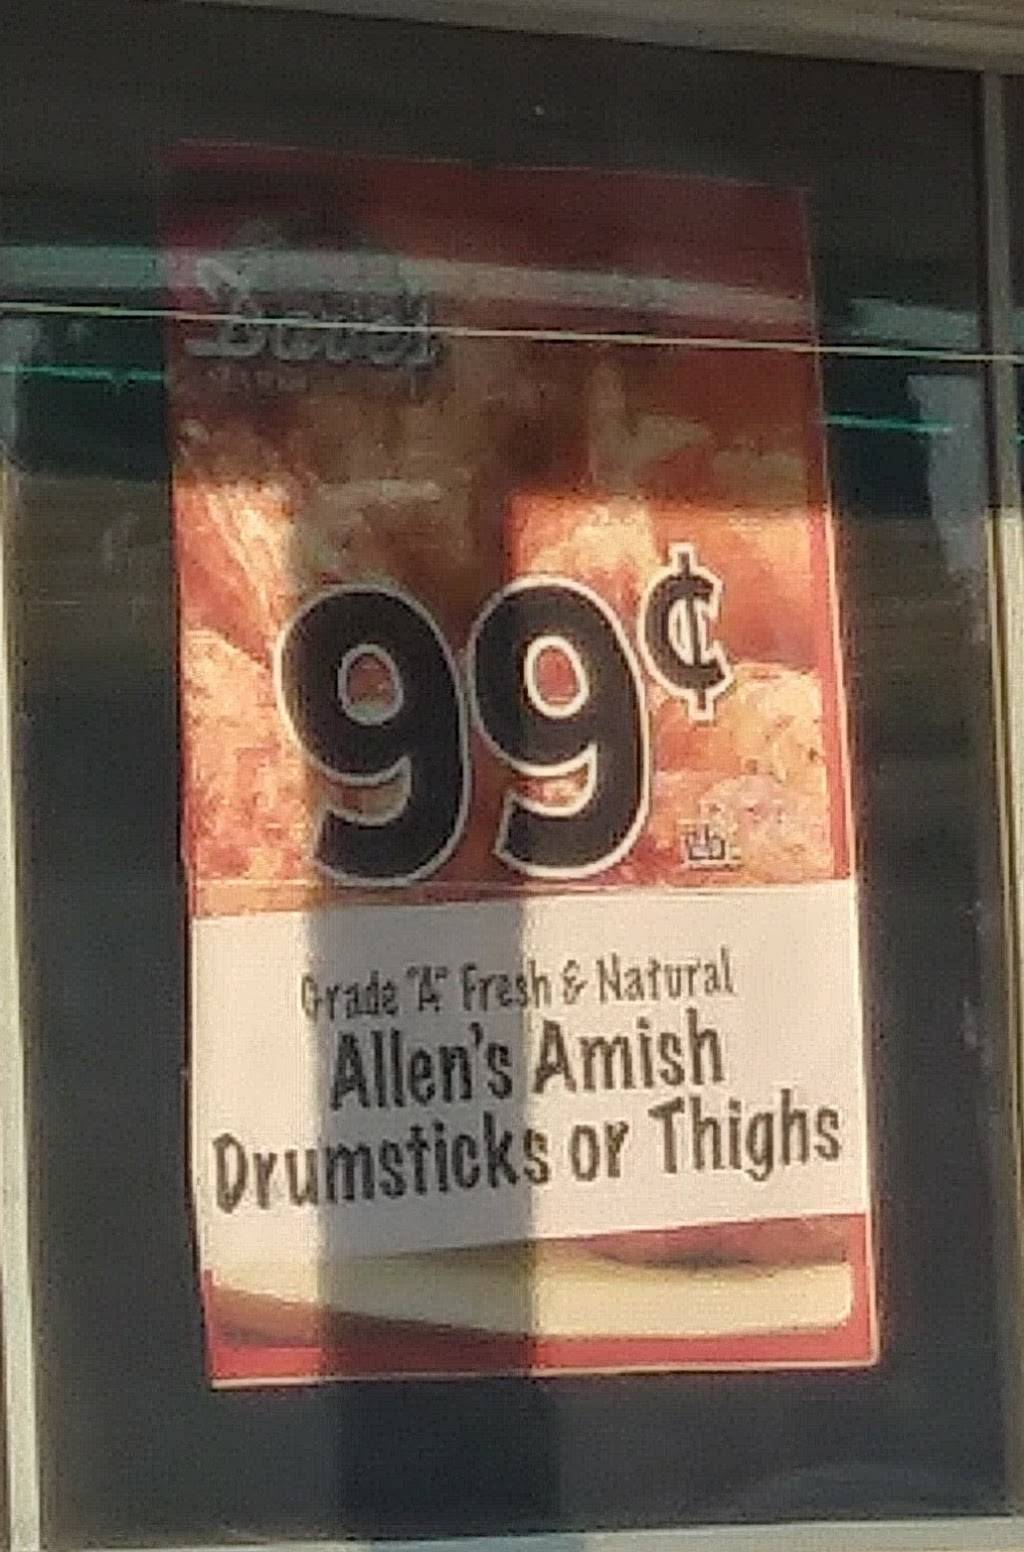 99¢
Lb.
Grade "A" Fresh & Natural
Allen's Amish
Drumsticks or Thighs